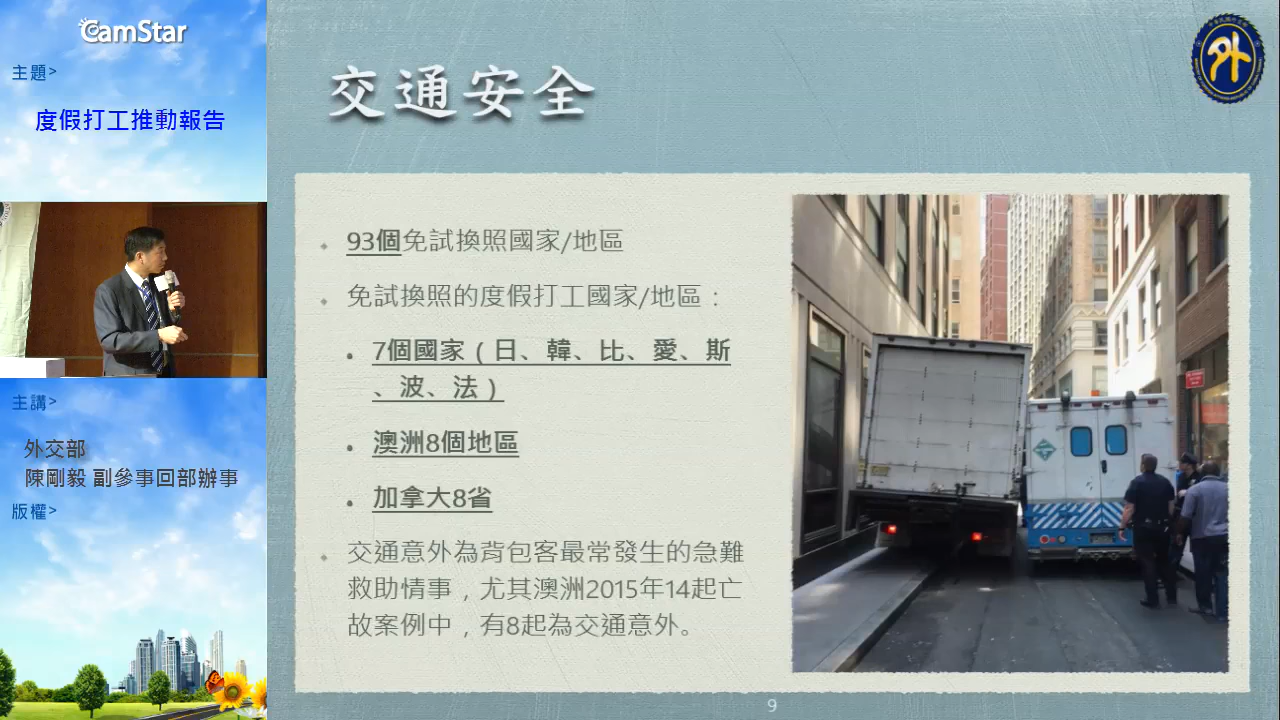 CamStar
主題>
度假打工推動報告
主講>
外交部
陳剛毅 副參事回部辦事
版權>
外
交通安全
93個免試換照國家/地區
免試換照的度假打工國家/地區：
7個國家（日、韓、比、愛、斯
、波、法）
澳洲8個地區
加拿大8省
交通意外為背包客最常發生的急難
救助情事，尤其澳洲2015年14起亡
故案例中，有8起為交通意外。
9